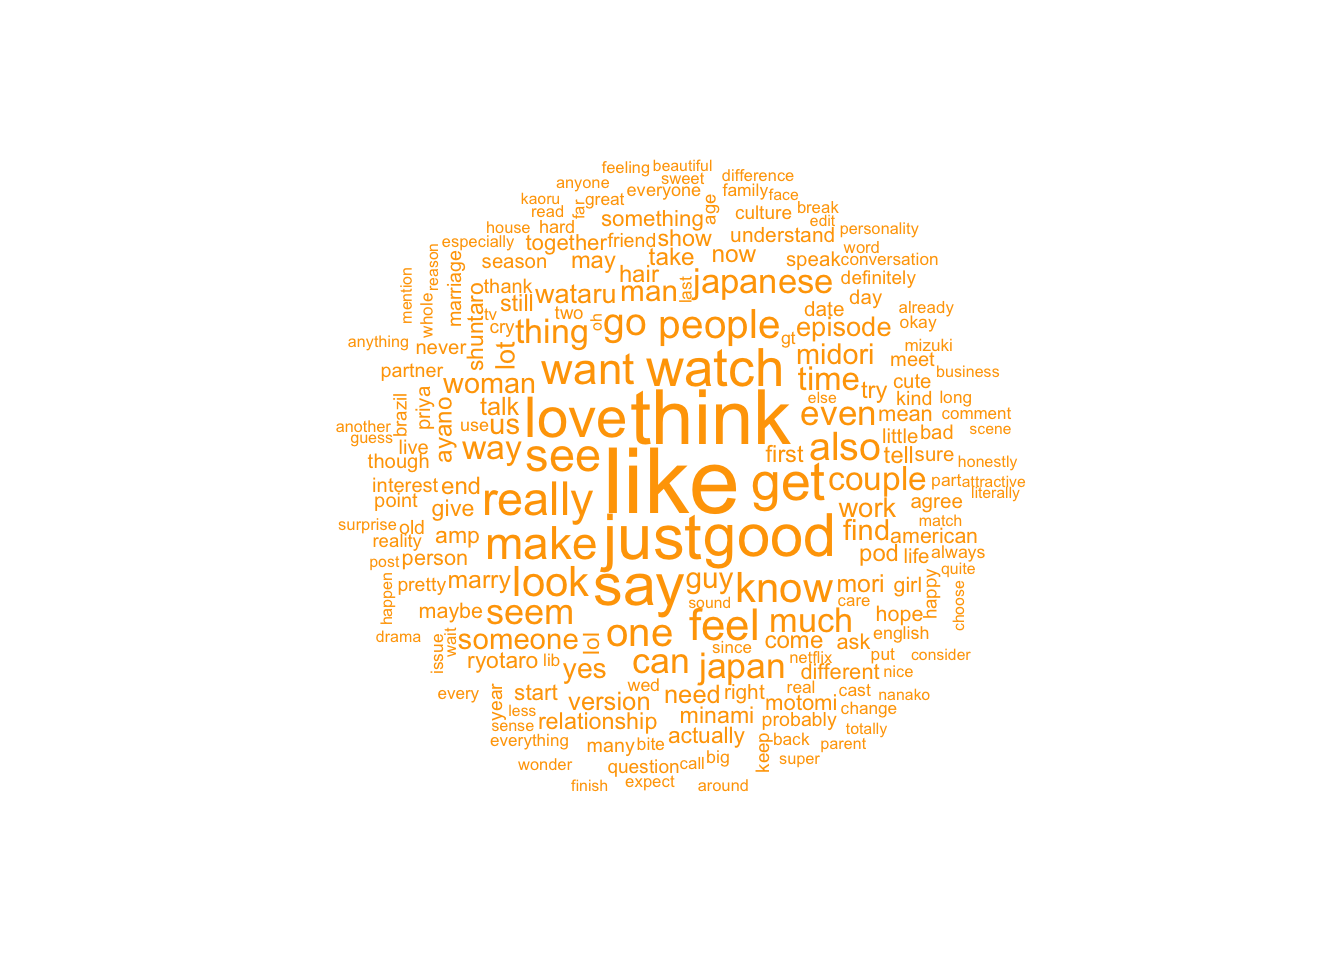 feeling beautiful
sweet difference
anyone everyone family face
kaoru great age
read far something culture break
edit
house hard personality
especially together friend show understand word
reason season may take now speak conversation
marriage hair last japanese definitely
mention whole thank still wataru man day
shuntaro tv two oh go people date already
cry thing gt episode okay
anything never lot mizuki
partner want watch midori meet
woman time try cute business
brazil priya talk love think else kind long
another ayano use us even mean comment
guess live way see also little bad scene
though first tell sure honestly
interest end really like get couple part attractive
point give work agree literally
surprise old amp make just good find american match
reality person pod life always
post pretty marry look say guy know mori girl happy quite
happen maybe seem sound care hope choose
drama issue wait someone lol one feel much english
since come ask
ryotaro lib yes can japan netflix different put consider
every year wed need right real cast nice nanako
less start version motomi change
sense relationship minami probably totally
everything many bite actually keep back parent
wonder question call big super
finish expect around